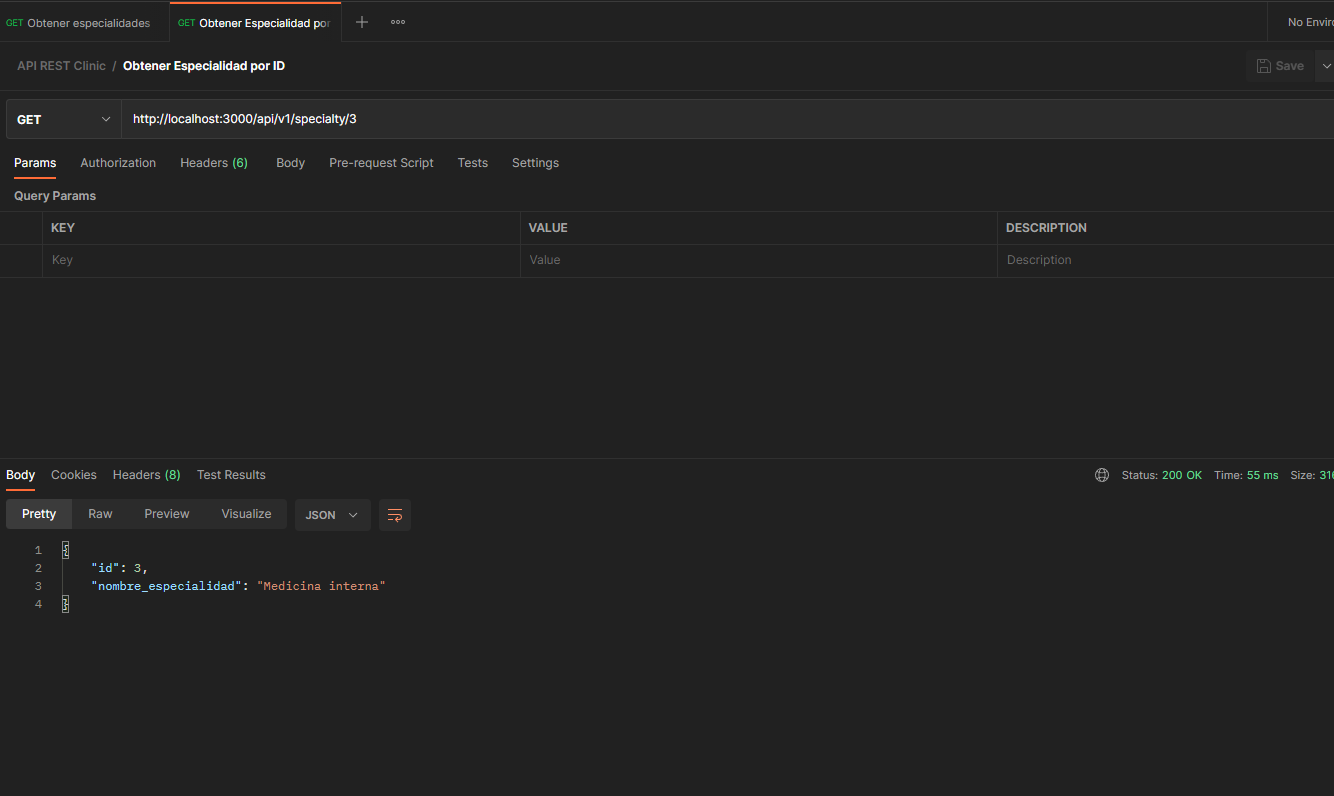 GET Obtener especialidades GET Obtener Especialidad por No Enviro
API REST Clinic / Obtener Especialidad por ID Save
GET http://localhost:3000/api/v1/specialty/3
Params Authorization Headers (6) Body Pre-request Script Tests Settings
Query Params
KEY VALUE DESCRIPTION
Key Value Description
Body Cookies Headers (8) Test Results Status: 200 OK Time: 55 ms Size: 316
Pretty Raw Preview Visualize JSON
1 {
2 "id": 3,
3 "nombre_especialidad": "Medicina interna"
4 }